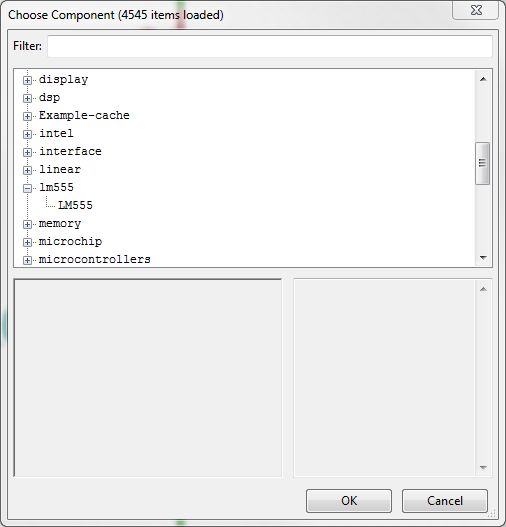 Choose Component (4545 items loaded)
Filter:
display
dsp
Example-cache
intel
interface
linear
lm555
LM555
memory
microchip
microcontrollers
OK
Cancel